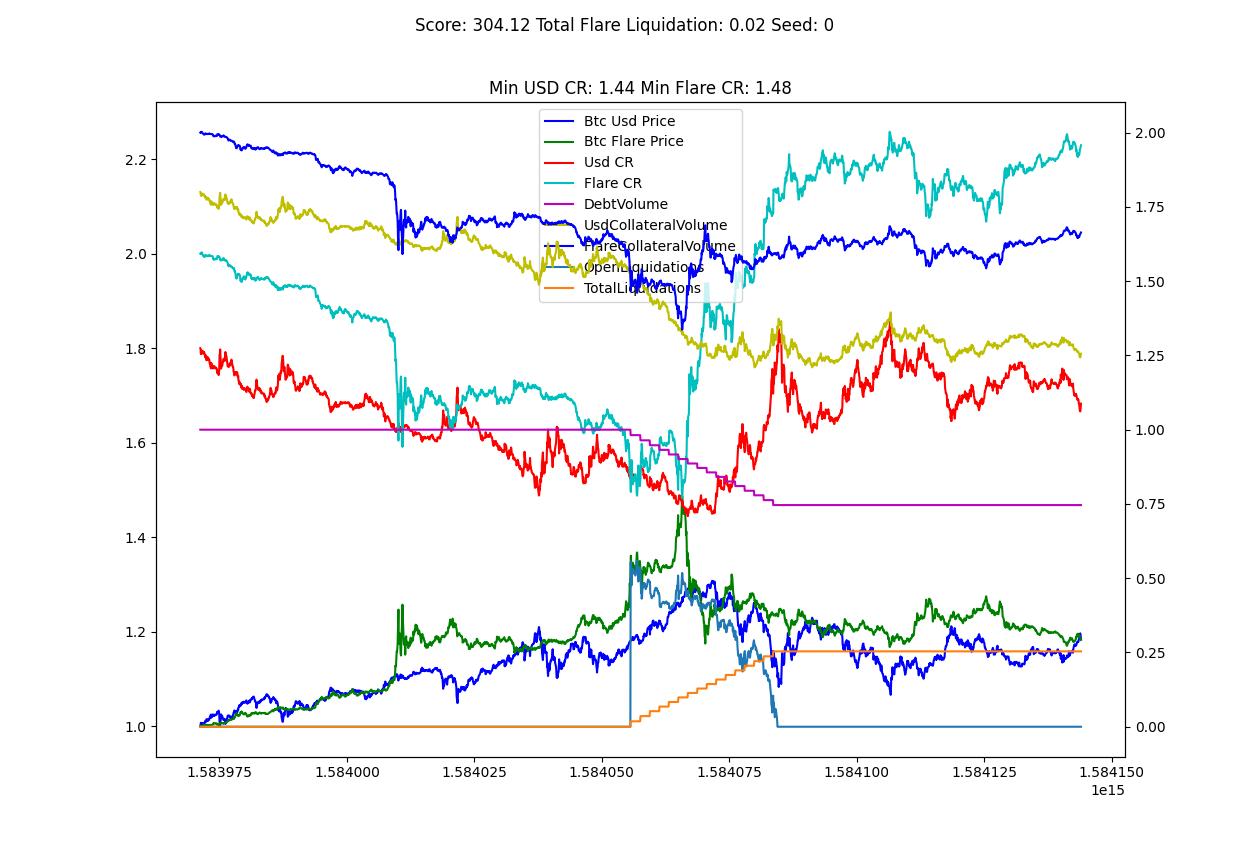 Score: 304.12 Total Flare Liquidation: 0.02 Seed: 0
Min USD CR: 1.44 Min Flare CR: 1.48
Btc Usd Price
Btc Flare Price
Usd CR
Flare CR
DebtVolume
UsdCollateralVolume
FlareCollateralVolume
OpenLiquidations
TotalLiquidations
2.2
2.0
1.8
1.6
1.4
1.2
1.0
2.00
1.75
1.50
1.25
1.00
0.75
0.50
0.25
0.00
1.583975 1.584000 1.584025 1.584050 1.584075 1.584100 1.584125 1.584150
1e15